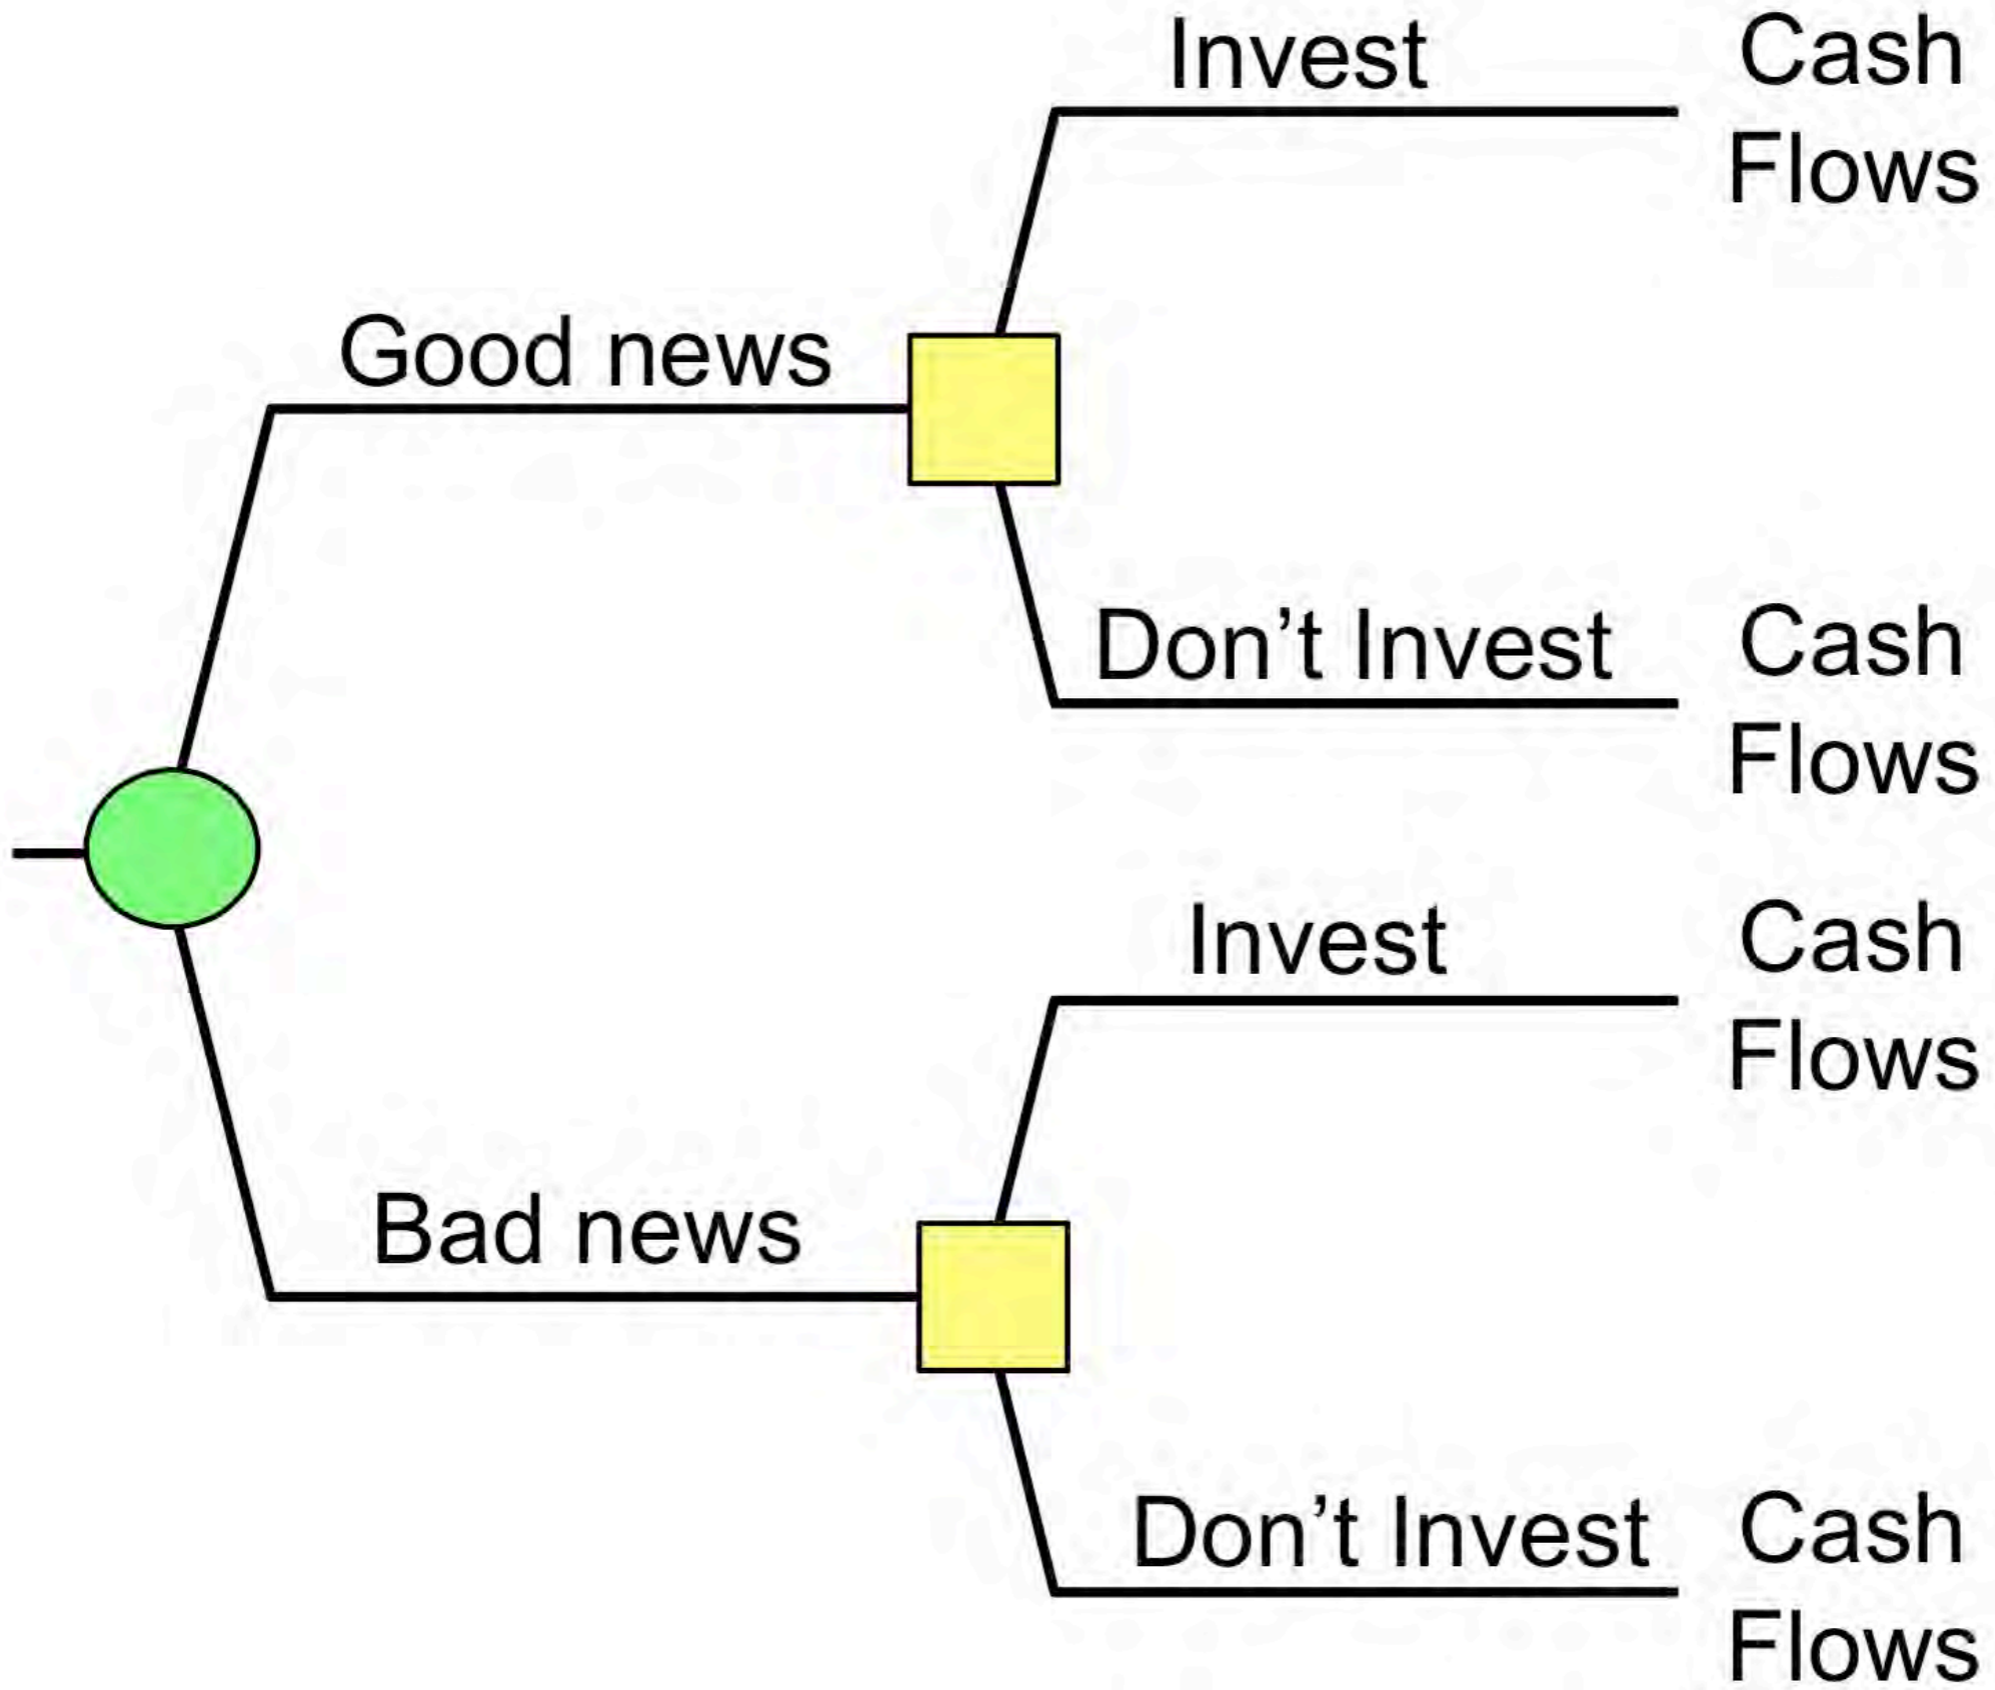 Invest
Cash
Flows
Good news
Don’t Invest
Cash
Flows
Invest
Cash
Flows
Bad news
Don’t Invest
Cash
Flows